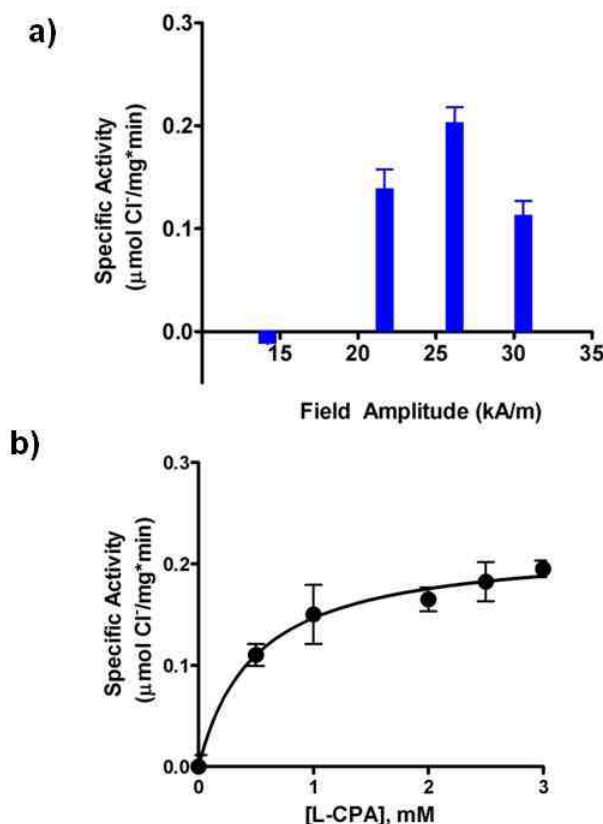 a)
0.3
0.2
0.1
0.0
Specific Activity
(µmol Cl⁻/mg*min)
15
20
25
30
35
Field Amplitude (kA/m)
b)
0.3
0.2
0.1
0.0
Specific Activity
(µmol Cl⁻/mg*min)
0
1
2
3
[L-CPA], mM